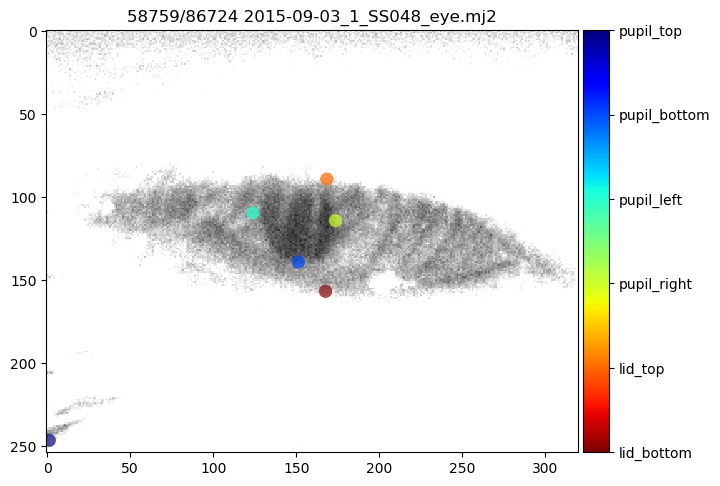 58759/86724 2015-09-03_1_SS048_eye.mj2
0
50
100
150
200
250
0 50 100 150 200 250 300
pupil_top
pupil_bottom
pupil_left
pupil_right
lid_top
lid_bottom